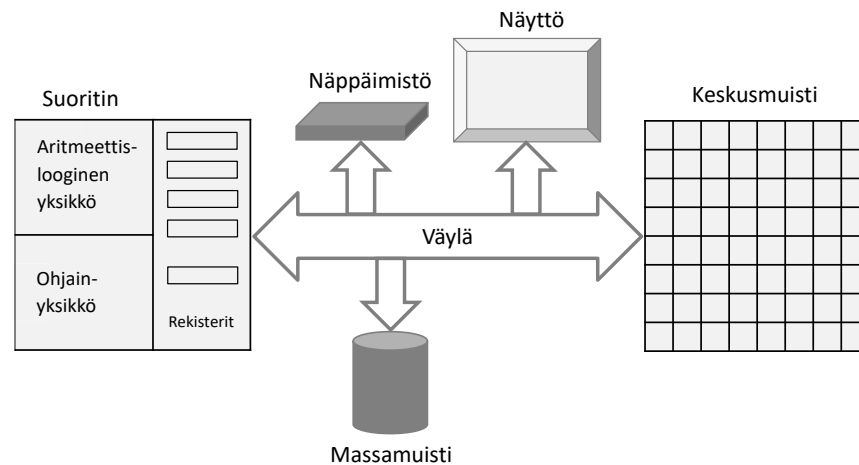 Näyttö
Näppäimistö
Suoritin
Keskusmuisti
Aritmeettis-
looginen
yksikkö
Väylä
Ohjain-
yksikkö
Rekisterit
Massamuisti